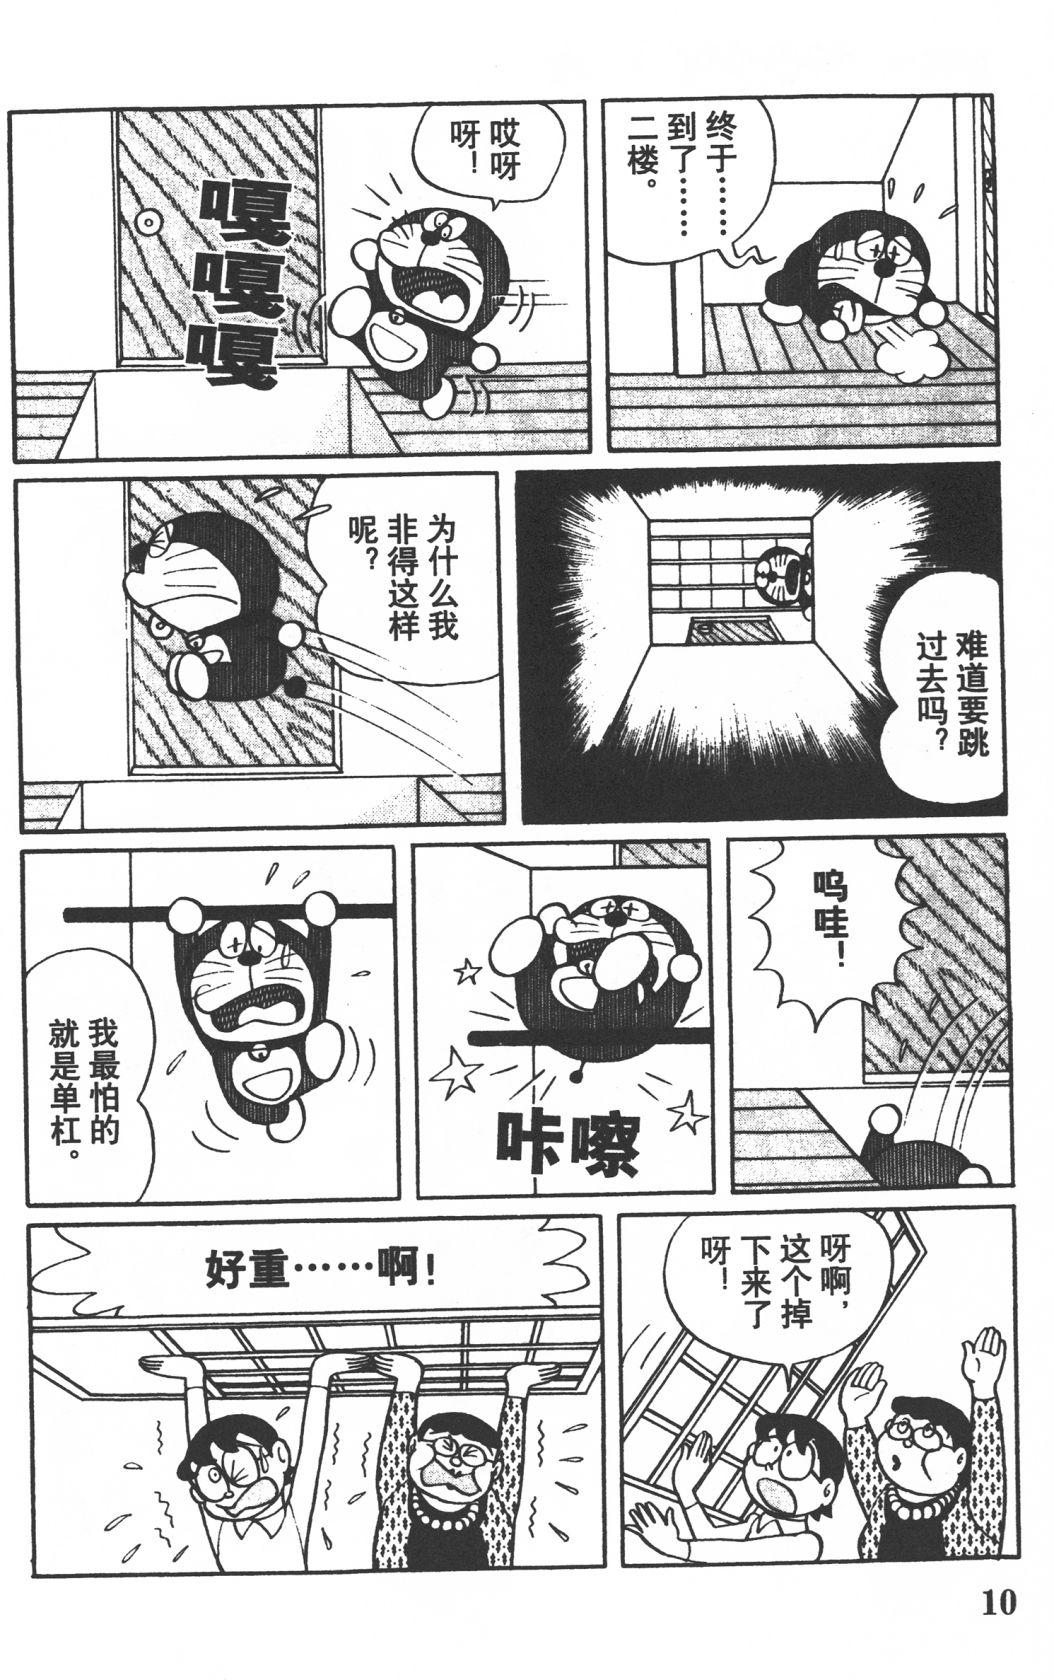 终于………
到了………
二楼。
哎呀
呀！
嘎
嘎
嘎
难道要跳
过去吗？
为什么我
非得这样
呢？
呜哇！
咔嚓
我最怕的
就是单杠。
呀啊，
这个掉
下来了
呀！
好重……啊！
10